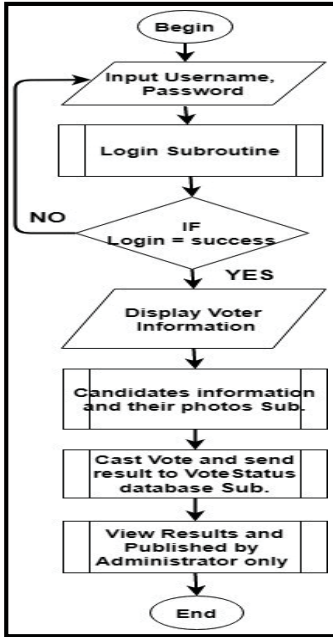 Begin
Input Username,
Password
Login Subroutine
IF
Login = success
NO
YES
Display Voter
Information
Candidates information
and their photos Sub.
Cast Vote and send
result to VoteStatus
database Sub.
View Results and
Published by
Administrator only
End